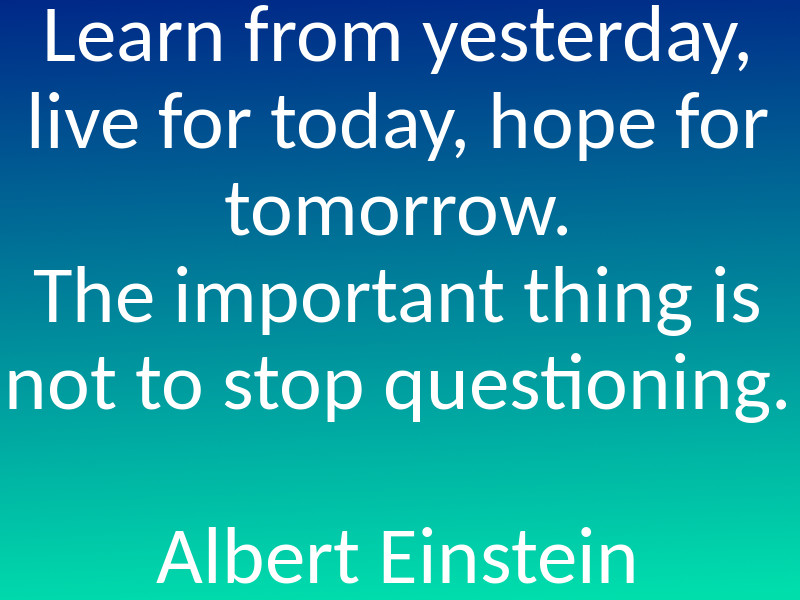 Learn from yesterday,
live for today, hope for
tomorrow.
The important thing is
not to stop questioning.
Albert Einstein